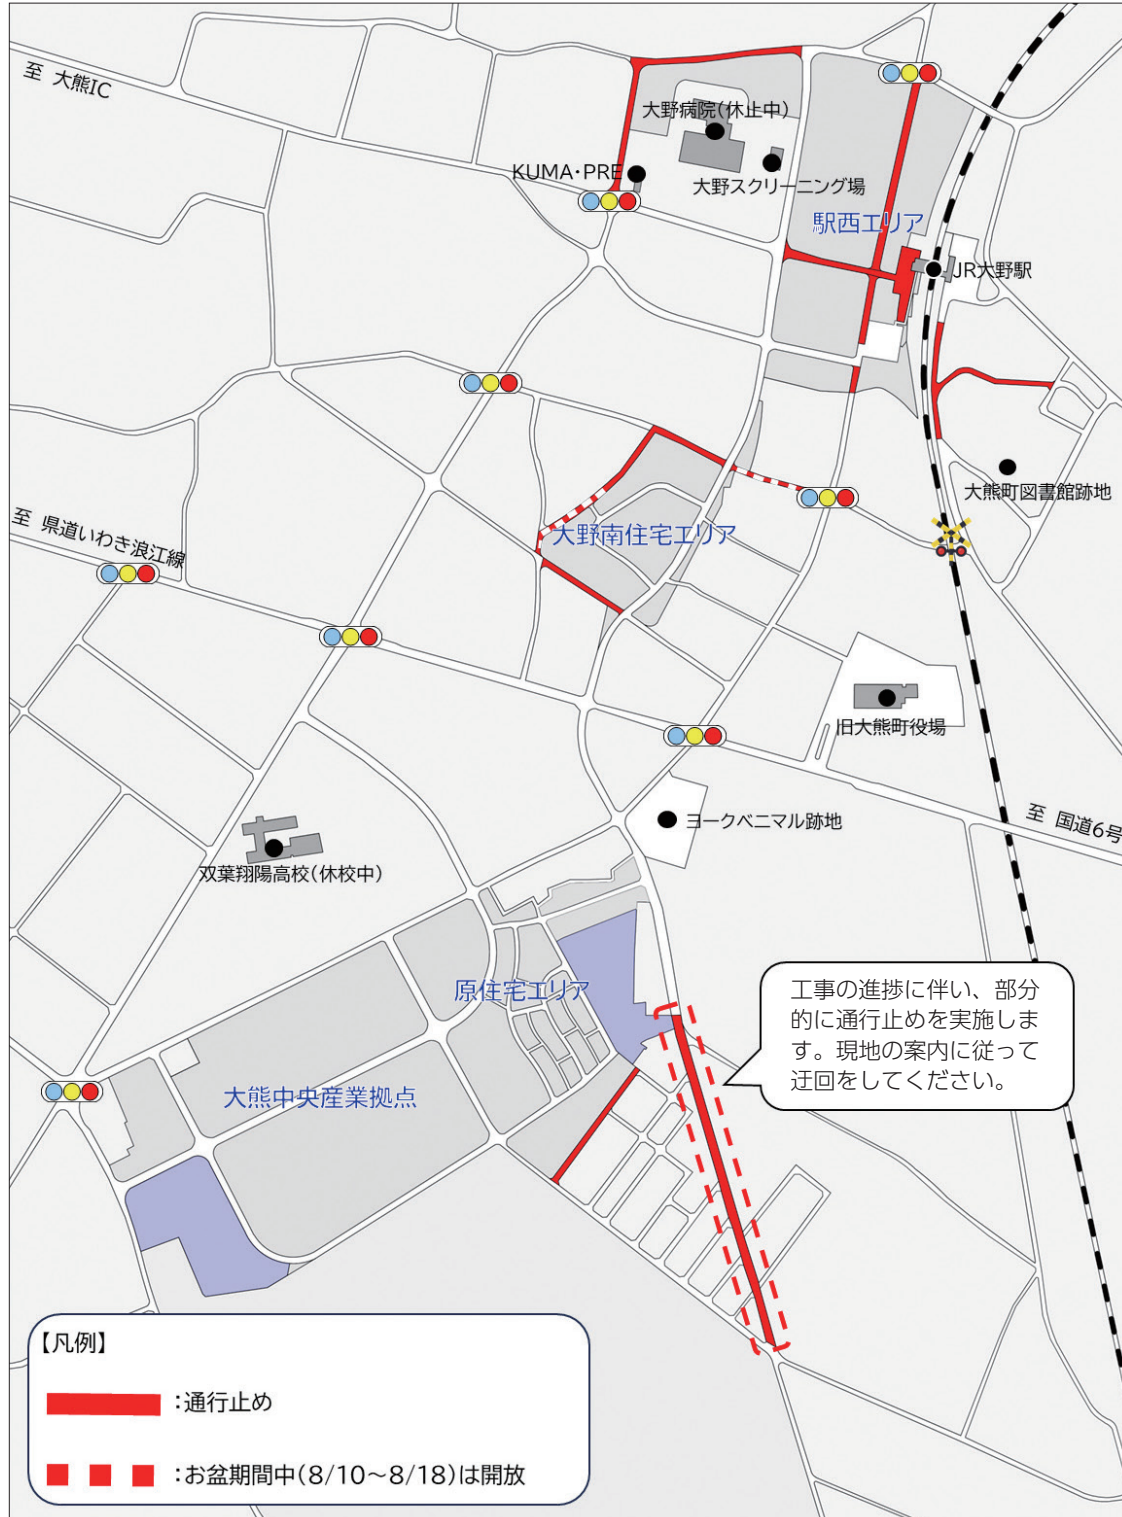 至 大熊IC
大野病院(休止中)
KUMA・PRE
大野スクリーニング場
駅西エリア
JR大野駅
大熊町図書館跡地
大野南住宅エリア
至 県道いわき浪江線
旧大熊町役場
ヨークベニマル跡地
至 国道6号
双葉翔陽高校(休校中)
原住宅エリア
工事の進捗に伴い、部分
的に通行止めを実施しま
す。現地の案内に従って
迂回をしてください。
大熊中央産業拠点
【凡例】
:通行止め
:お盆期間中(8/10～8/18)は開放